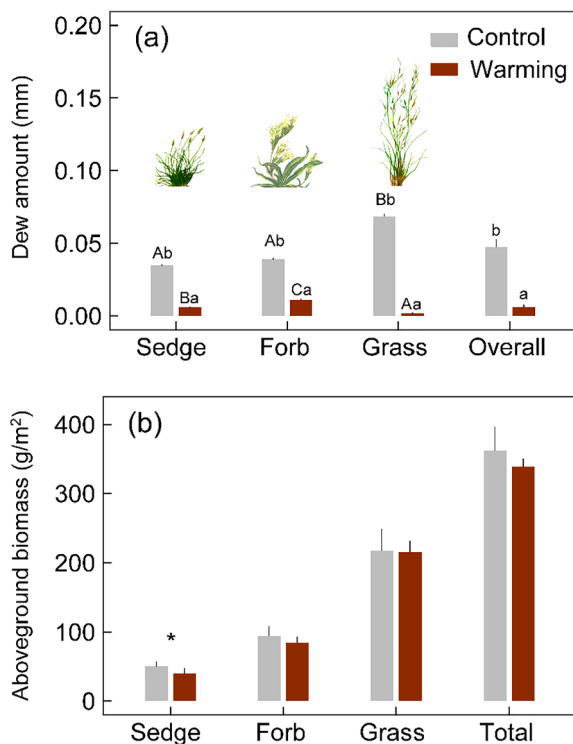 (a)
Control
Warming
Dew amount (mm)
0.20
0.15
0.10
0.05
0.00
Ab
Ba
Ab
Ca
Bb
Aa
b
a
Sedge Forb Grass Overall
(b)
Aboveground biomass (g/m²)
400
300
200
100
0
*
Sedge Forb Grass Total